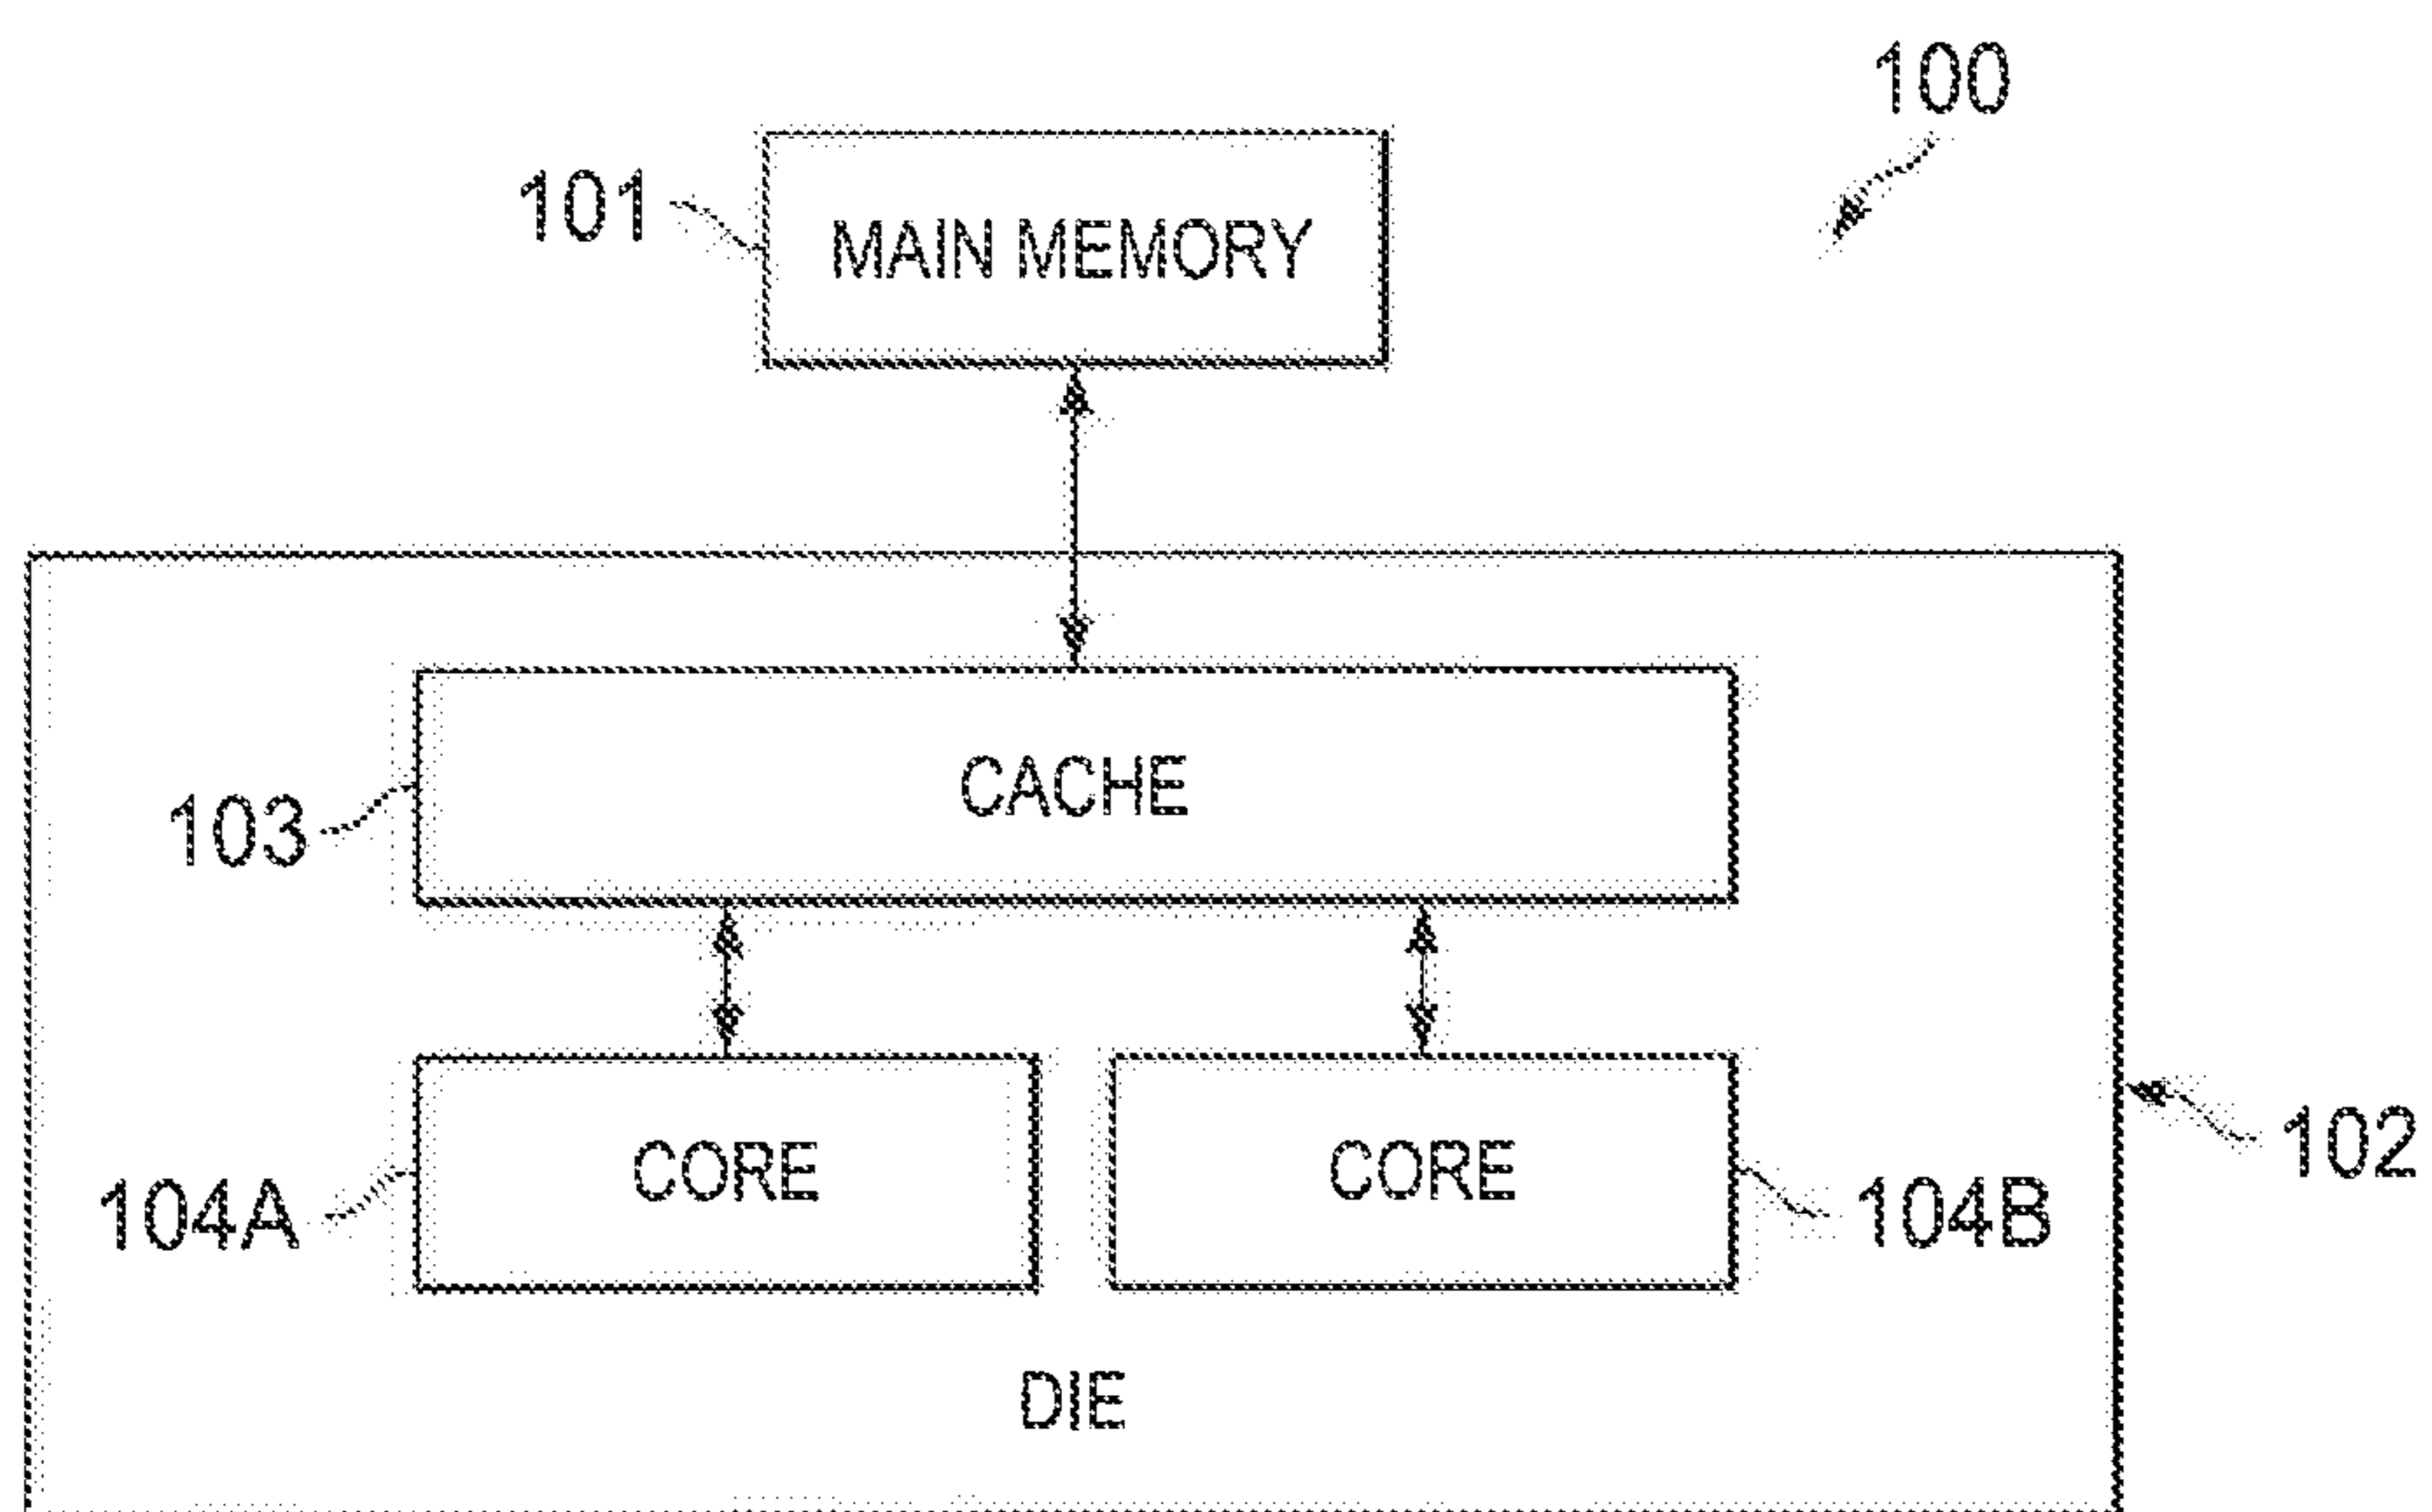 100
101
MAIN MEMORY
CACHE
103
CORE
CORE
102
104A
104B
DIE